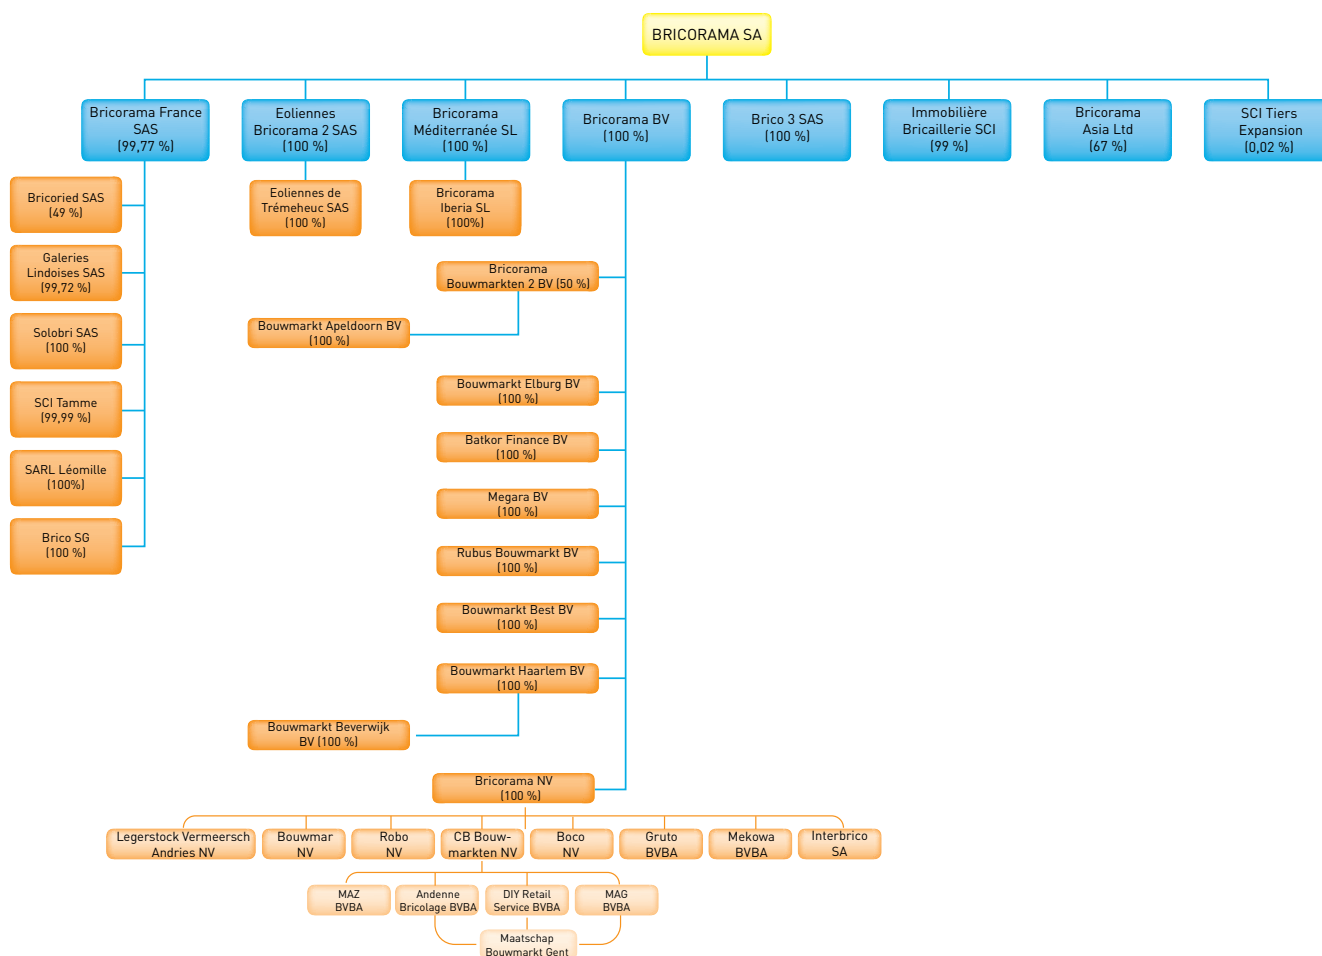 BRICORAMA SA
Bricorama France
SAS
(99,77 %)
Eoliennes
Bricorama 2 SAS
(100 %)
Bricorama
Méditerranée SL
(100 %)
Bricorama BV
(100 %)
Brico 3 SAS
(100 %)
Immobilière
Bricaillerie SCI
(99 %)
Bricorama
Asia Ltd
(67 %)
SCI Tiers
Expansion
(0,02 %)
Bricoried SAS
(49 %)
Galeries
Lindoises SAS
(99,72 %)
Solobri SAS
(100 %)
SCI Tamme
(99,99 %)
SARL Léomille
(100%)
Brico SG
(100 %)
Eoliennes de
Trémeheuc SAS
(100 %)
Bricorama
Iberia SL
(100%)
Bricorama
Bouwmarkten 2 BV (50 %)
Bouwmarkt Apeldoorn BV
(100 %)
Bouwmarkt Elburg BV
(100 %)
Batkor Finance BV
(100 %)
Megara BV
(100 %)
Rubus Bouwmarkt BV
(100 %)
Bouwmarkt Best BV
(100 %)
Bouwmarkt Haarlem BV
(100 %)
Bouwmarkt Beverwijk
BV (100 %)
Bricorama NV
(100 %)
Legerstock Vermeersch
Andries NV
Bouwmar
NV
Robo
NV
CB Bouw-
markten NV
Boco
NV
Gruto
BVBA
Mekowa
BVBA
Interbrico
SA
MAZ
BVBA
Andenne
Bricolage BVBA
DIY Retail
Service BVBA
MAG
BVBA
Maatschap
Bouwmarkt Gent